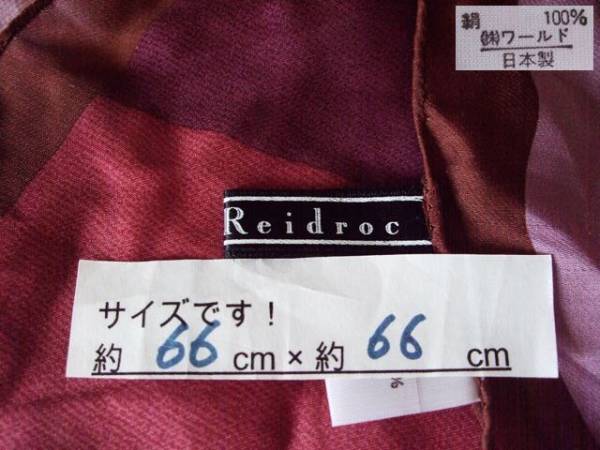 絹 100%
㈱ワールド
日本製
Reidroc
サイズです!
約 66 cm × 約 66 cm